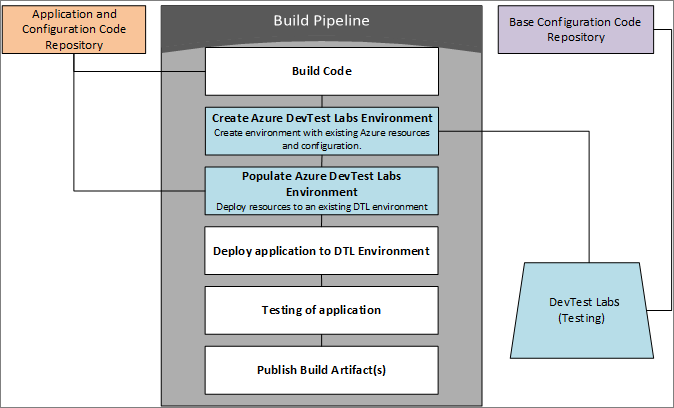 Application and
Configuration Code
Repository
Build Pipeline
Base Configuration Code
Repository
Build Code
Create Azure DevTest Labs Environment
Create environment with existing Azure resources
and configuration.
Populate Azure DevTest Labs
Environment
Deploy resources to an existing DTL environment
Deploy application to DTL Environment
Testing of application
Publish Build Artifact(s)
DevTest Labs
(Testing)